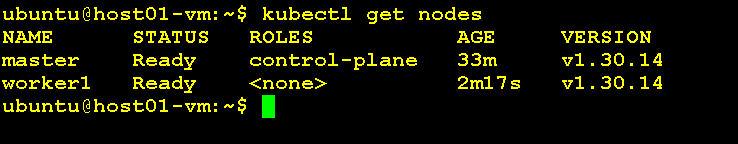 ubuntu@host01-vm:~$ kubectl get nodes
NAME      STATUS   ROLES           AGE     VERSION
master    Ready    control-plane   33m     v1.30.14
worker1   Ready    <none>          2m17s   v1.30.14
ubuntu@host01-vm:~$